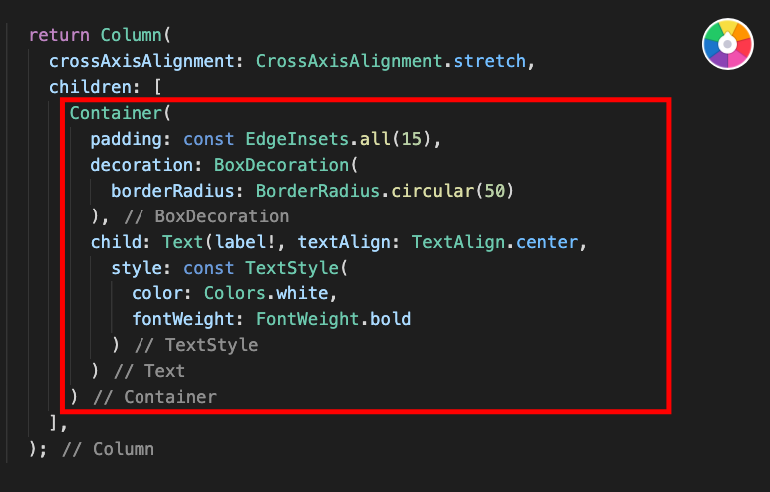 return Column(
crossAxisAlignment: CrossAxisAlignment.stretch,
children: [
Container(
padding: const EdgeInsets.all(15),
decoration: BoxDecoration(
borderRadius: BorderRadius.circular(50)
), // BoxDecoration
child: Text(label!, textAlign: TextAlign.center,
style: const TextStyle(
color: Colors.white,
fontWeight: FontWeight.bold
) // TextStyle
) // Text
) // Container
],
); // Column